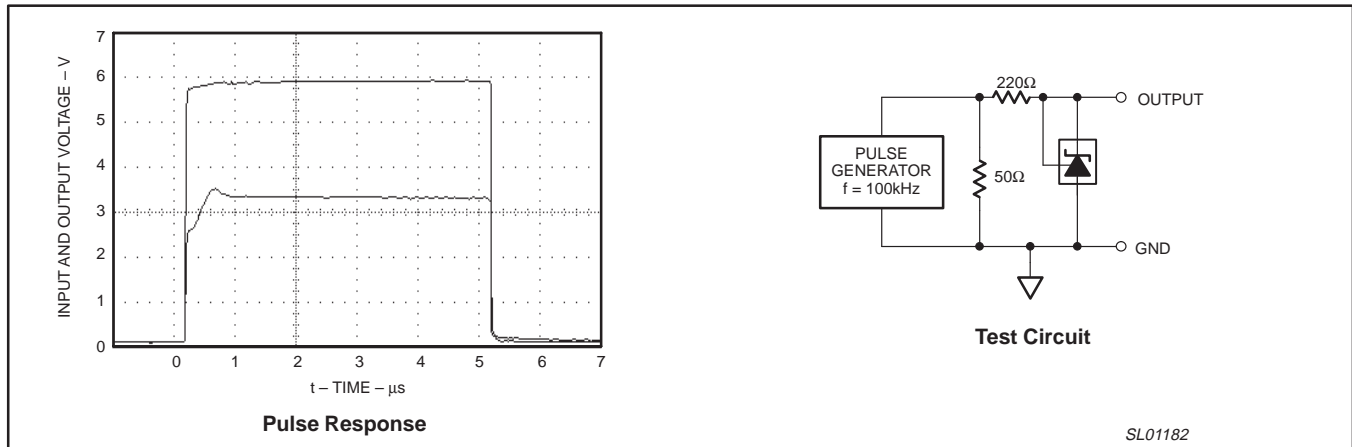 7
6
5
4
3
2
1
0
INPUT AND OUTPUT VOLTAGE – V
0 1 2 3 4 5 6 7
t – TIME – μs
Pulse Response
PULSE
GENERATOR
f = 100kHz
220Ω
50Ω
OUTPUT
GND
Test Circuit
SL01182